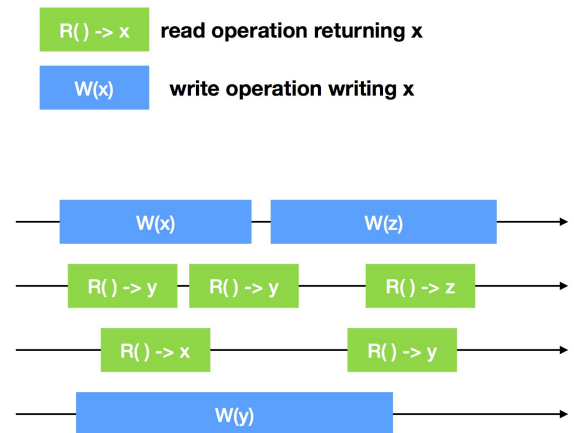 R( ) -> x read operation returning x
W(x) write operation writing x
W(x) W(z)
R( ) -> y R( ) -> y R( ) -> z
R( ) -> x R( ) -> y
W(y)